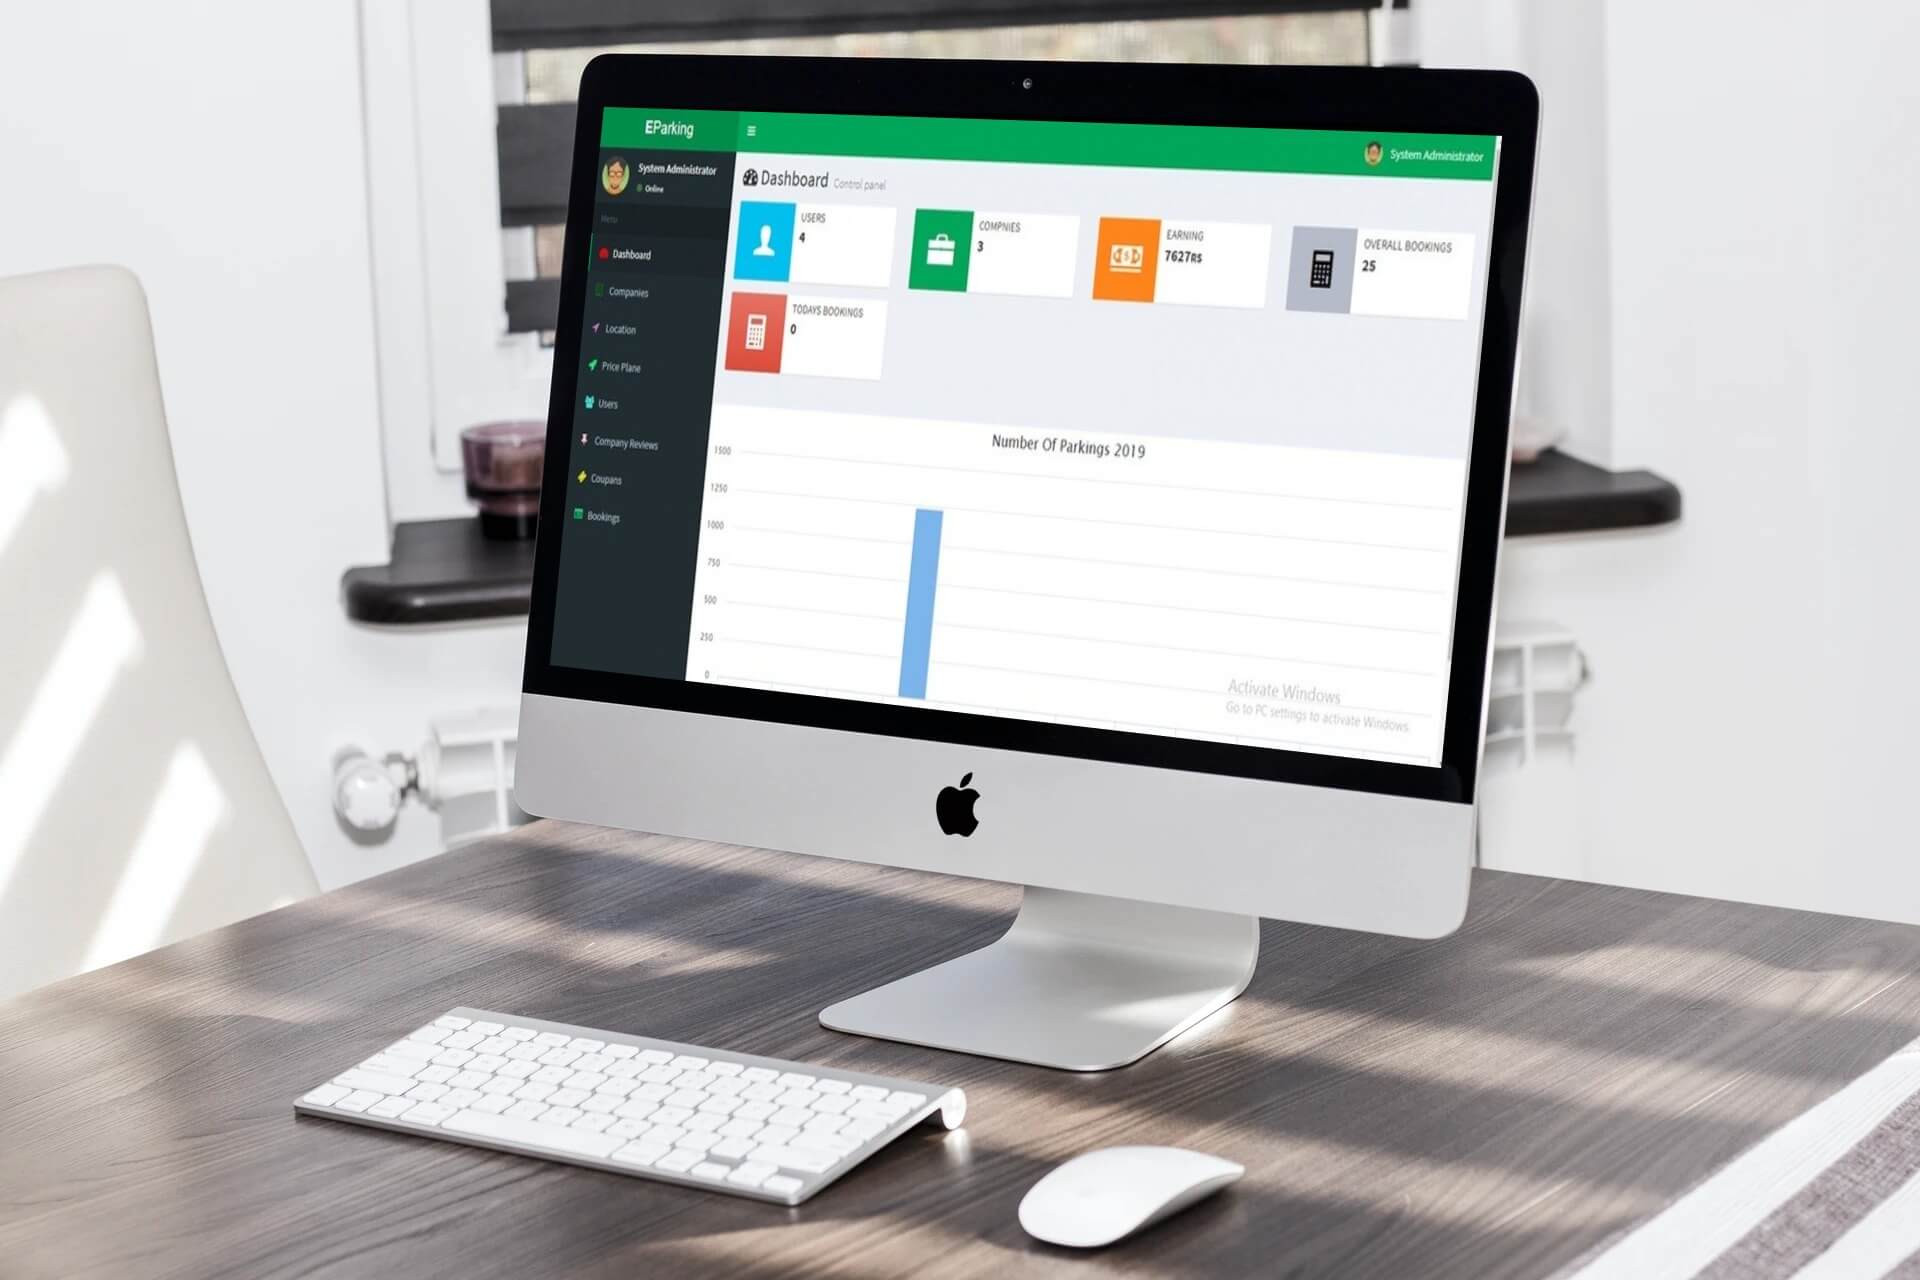 EParking
System Administrator
System Administrator
Online
Menu
Dashboard
Companies
Location
Price Plane
Users
Company Reviews
Coupans
Bookings
Dashboard Control panel
USERS
4
COMPNIES
3
EARNING
7627RS
OVERALL BOOKINGS
25
TODAYS BOOKINGS
0
Number Of Parkings 2019
1500
1250
1000
750
500
250
0
Activate Windows
Go to PC settings to activate Windows.